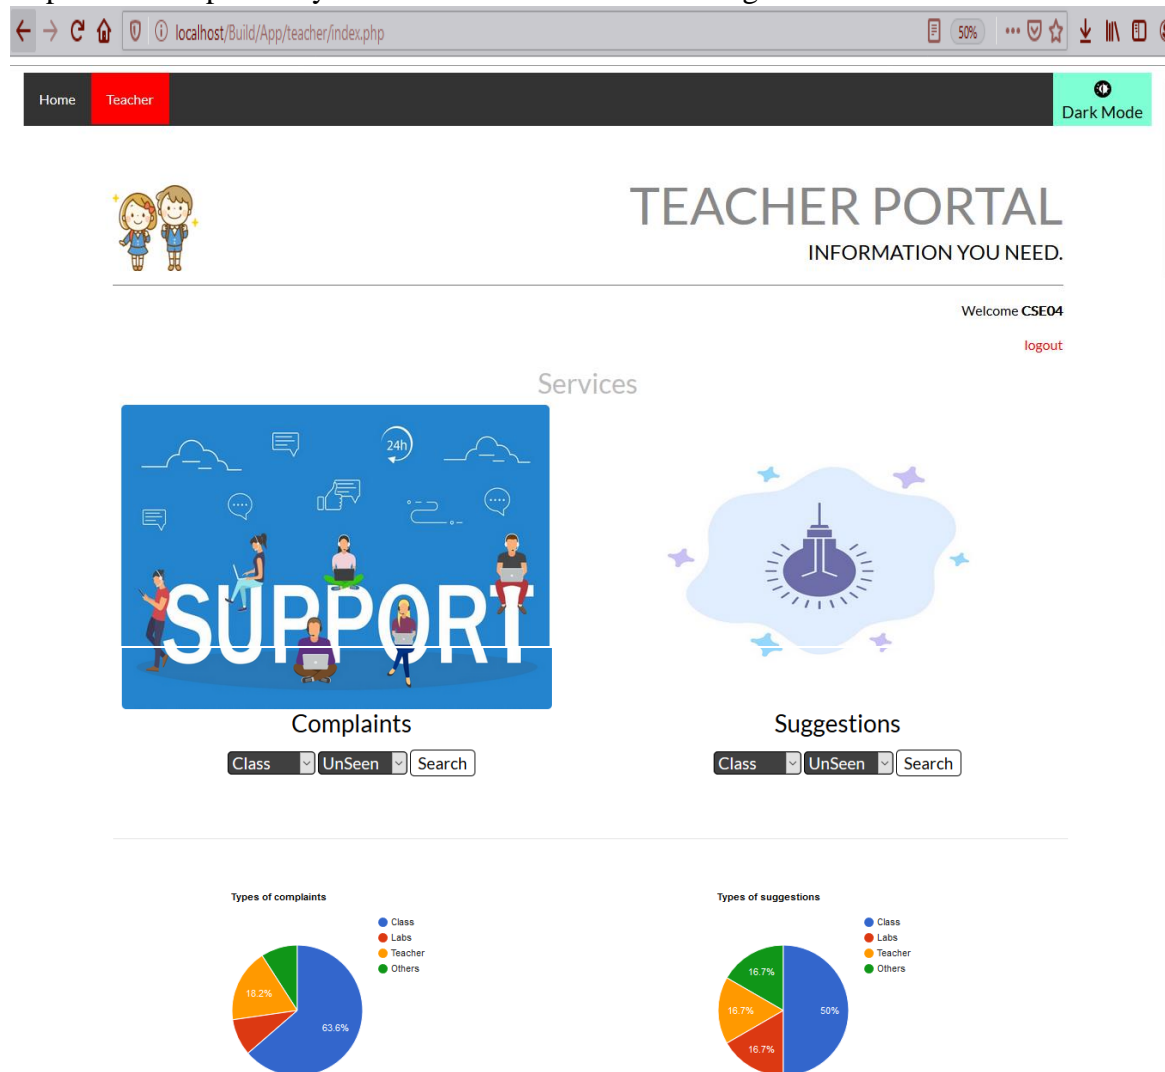 localhost/Build/App/teacher/index.php 50%
Home Teacher
Dark Mode
TEACHER PORTAL
INFORMATION YOU NEED.
Welcome CSE04
logout
Services
24h
SUPPORT
Complaints
Suggestions
Class UnSeen Search
Class UnSeen Search
Types of complaints
Class
Labs
Teacher
Others
18.2%
63.6%
Types of suggestions
Class
Labs
Teacher
Others
16.7%
16.7%
50%
16.7%